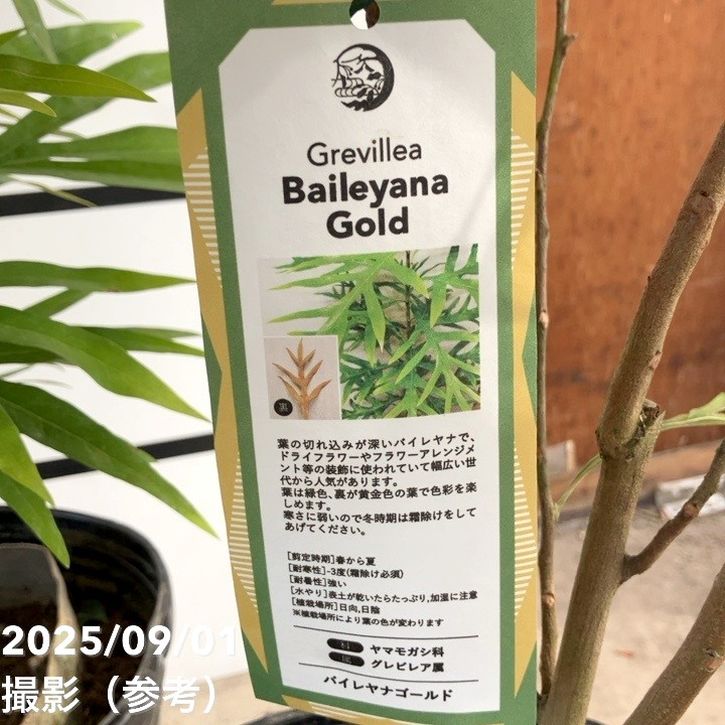 Grevillea
Baileyana
Gold
裏
葉の切れ込みが深いバイレヤナで、
ドライフラワーやフラワーアレンジメ
ント等の装飾に使われていて幅広い世
代から人気があります。
葉は緑色、裏が黄金色の葉で色彩を楽
しめます。
寒さに弱いので冬時期は霜除けをして
あげてください。
[剪定時期]春から夏
[耐寒性]-3度(霜除け必須)
[耐暑性]強い
[水やり]表土が乾いたらたっぷり,加湿に注意
[植栽場所]日向,日陰
※植栽場所により葉の色が変わります
科 ヤマモガシ科
属 グレビレア属
バイレヤナゴールド
2025/09/01
撮影（参考）